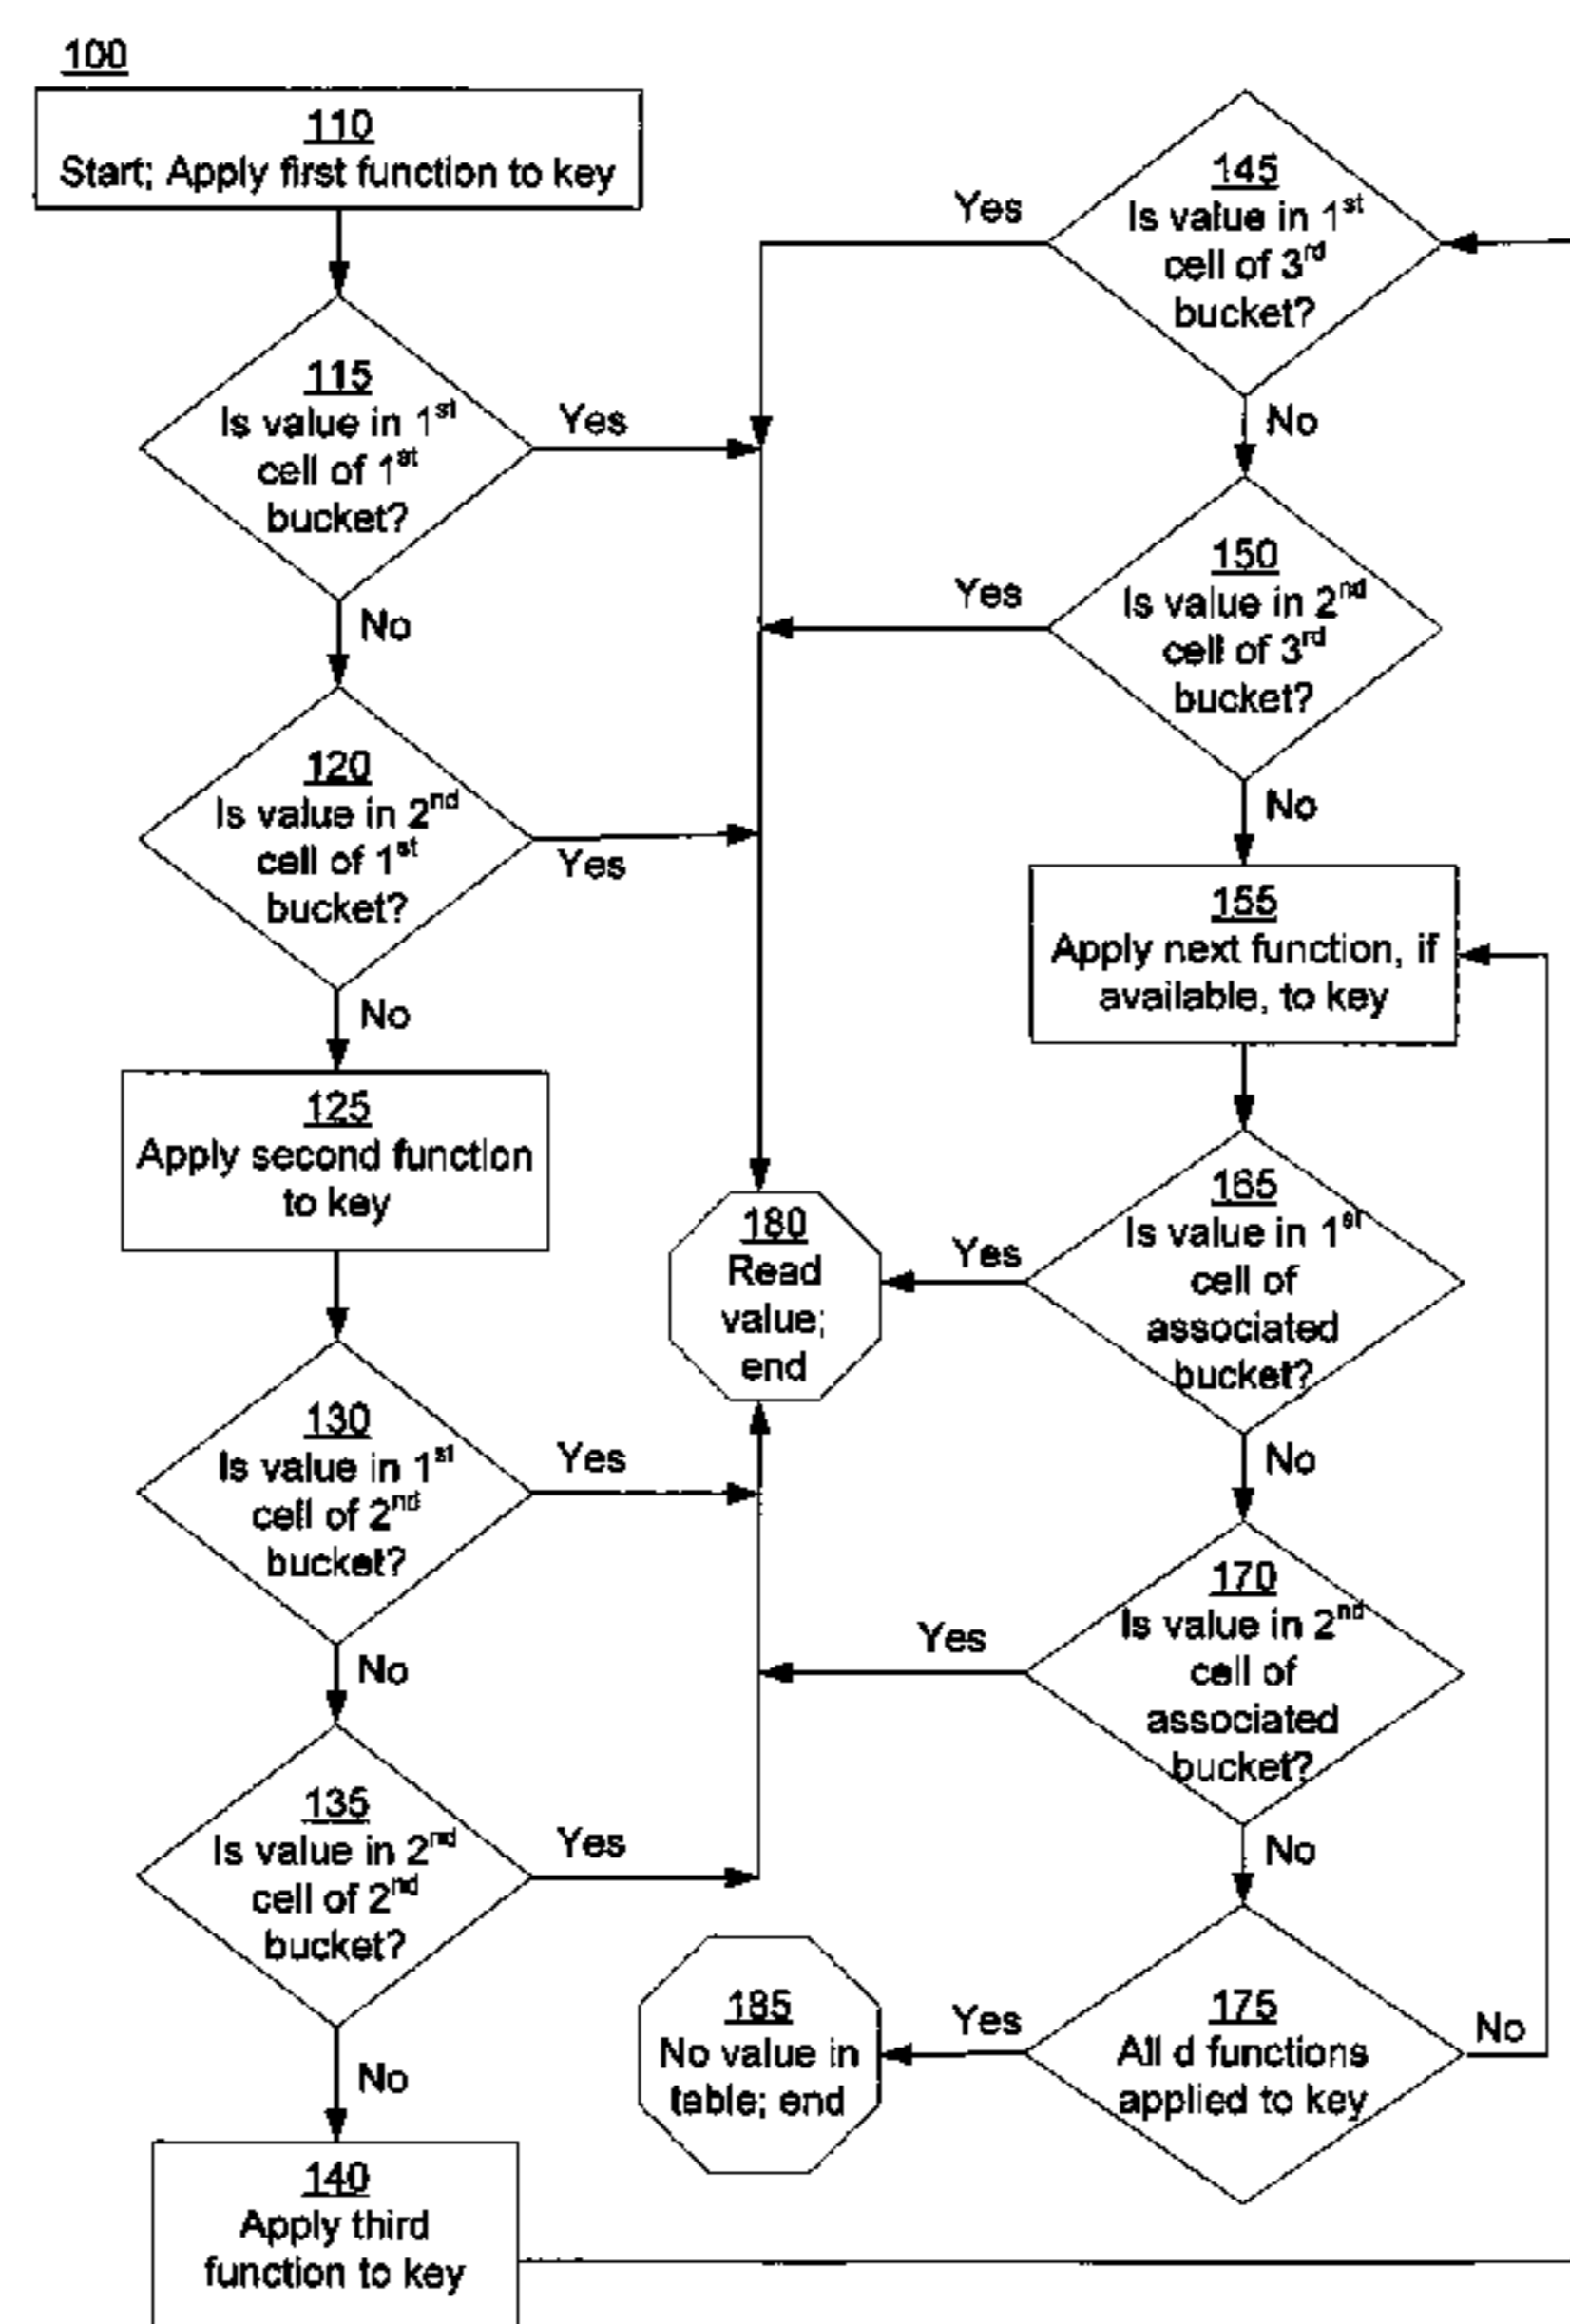 100
110
Start; Apply first function to key
115
Is value in 1st
cell of 1st
bucket?
Yes
No
120
Is value in 2nd
cell of 1st
bucket?
Yes
No
125
Apply second function
to key
130
Is value in 1st
cell of 2nd
bucket?
Yes
No
135
Is value in 2nd
cell of 2nd
bucket?
Yes
No
140
Apply third
function to key
145
Is value in 1st
cell of 3rd
bucket?
Yes
No
150
Is value in 2nd
cell of 3rd
bucket?
Yes
No
155
Apply next function, if
available, to key
165
Is value in 1st
cell of
associated
bucket?
Yes
No
170
Is value in 2nd
cell of
associated
bucket?
Yes
No
175
All d functions
applied to key
Yes
No
180
Read
value;
end
185
No value in
table; end